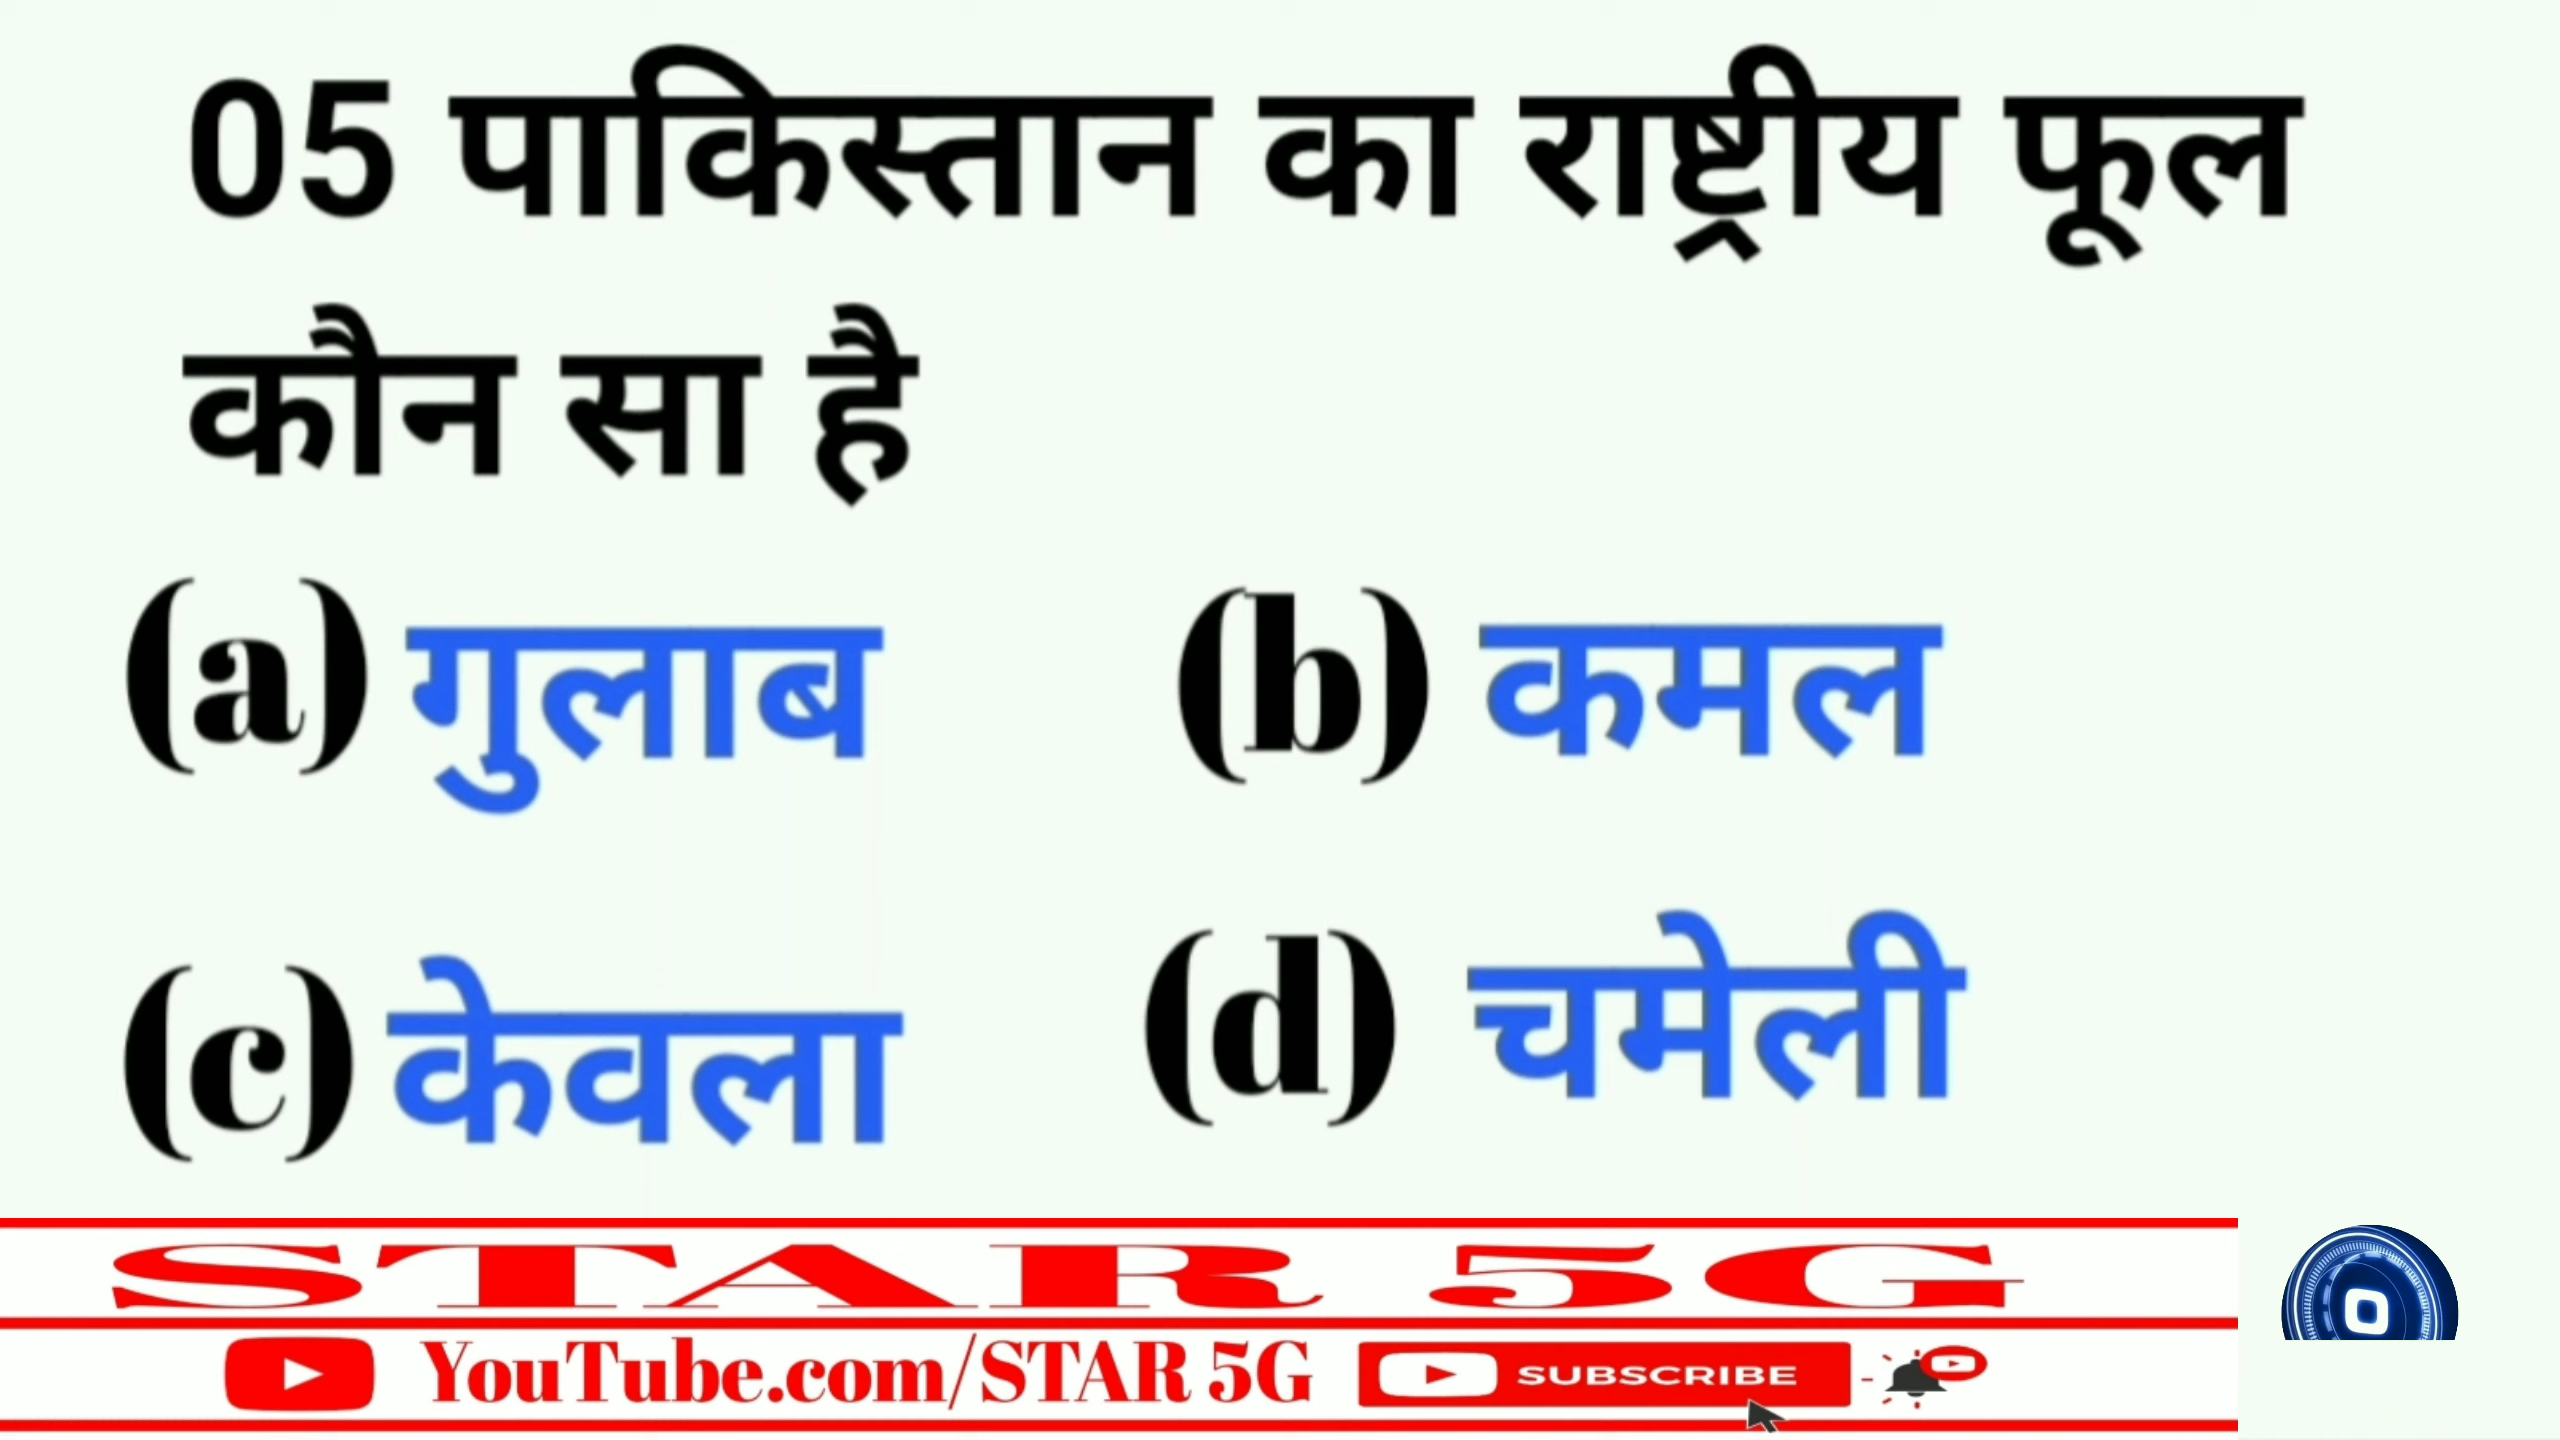 05 पाकिस्तान का राष्ट्रीय फूल
कौन सा है
(a) गुलाब (b) कमल
(c) केवला (d) चमेली
STAR 5G
YouTube.com/STAR 5G SUBSCRIBE